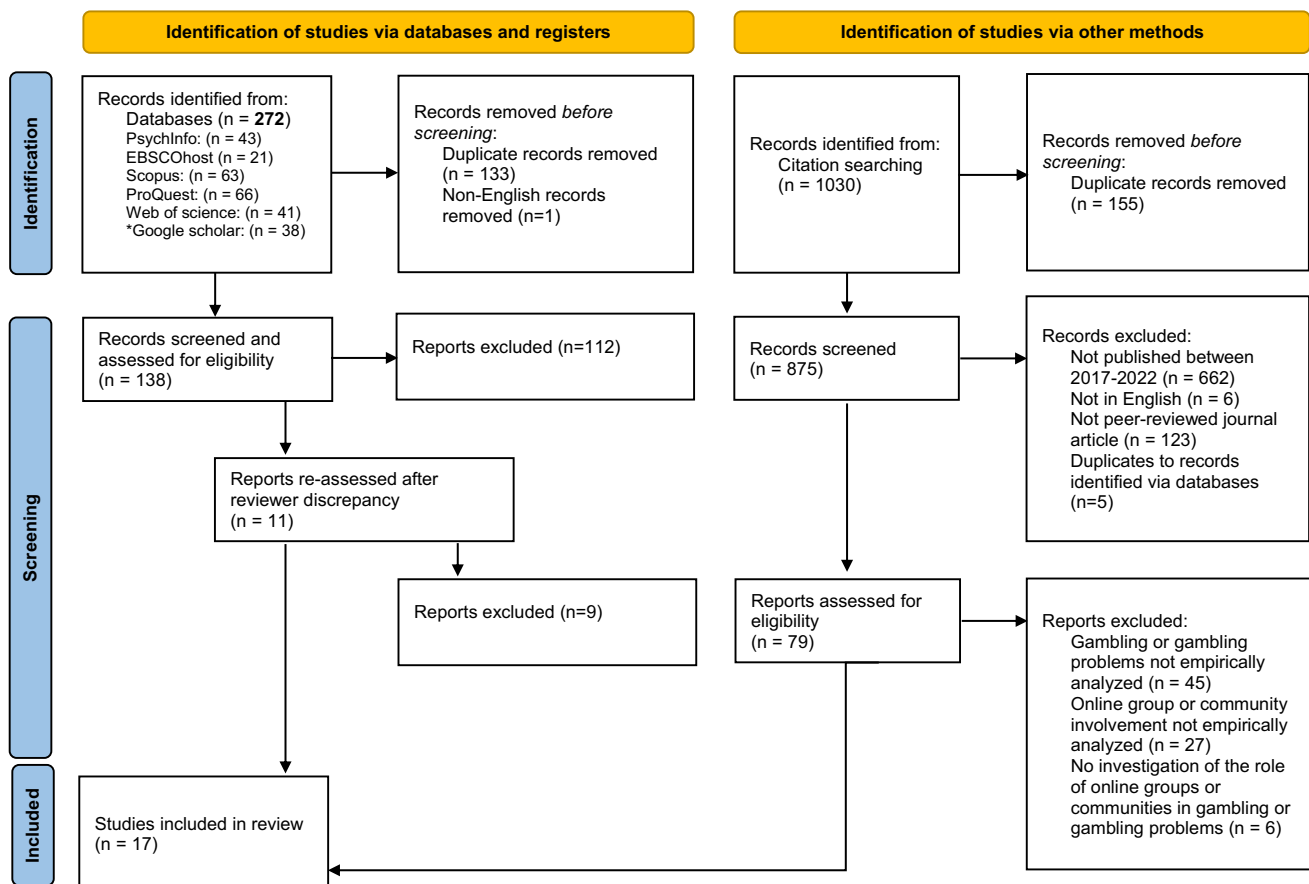 Identification of studies via databases and registers
Identification of studies via other methods
Identification
Records identified from:
Databases (n = 272)
PsychInfo: (n = 43)
EBSCOhost (n = 21)
Scopus: (n = 63)
ProQuest: (n = 66)
Web of science: (n = 41)
*Google scholar: (n = 38)
Records removed before
screening:
Duplicate records removed
(n = 133)
Non-English records
removed (n=1)
Records identified from:
Citation searching
(n = 1030)
Records removed before
screening:
Duplicate records removed
(n = 155)
Screening
Records screened and
assessed for eligibility
(n = 138)
Reports excluded (n=112)
Records screened
(n = 875)
Records excluded:
Not published between
2017-2022 (n = 662)
Not in English (n = 6)
Not peer-reviewed journal
article (n = 123)
Duplicates to records
identified via databases
(n=5)
Reports re-assessed after
reviewer discrepancy
(n = 11)
Reports excluded (n=9)
Reports assessed for
eligibility
(n = 79)
Reports excluded:
Gambling or gambling
problems not empirically
analyzed (n = 45)
Online group or community
involvement not empirically
analyzed (n = 27)
No investigation of the role
of online groups or
communities in gambling or
gambling problems (n = 6)
Included
Studies included in review
(n = 17)